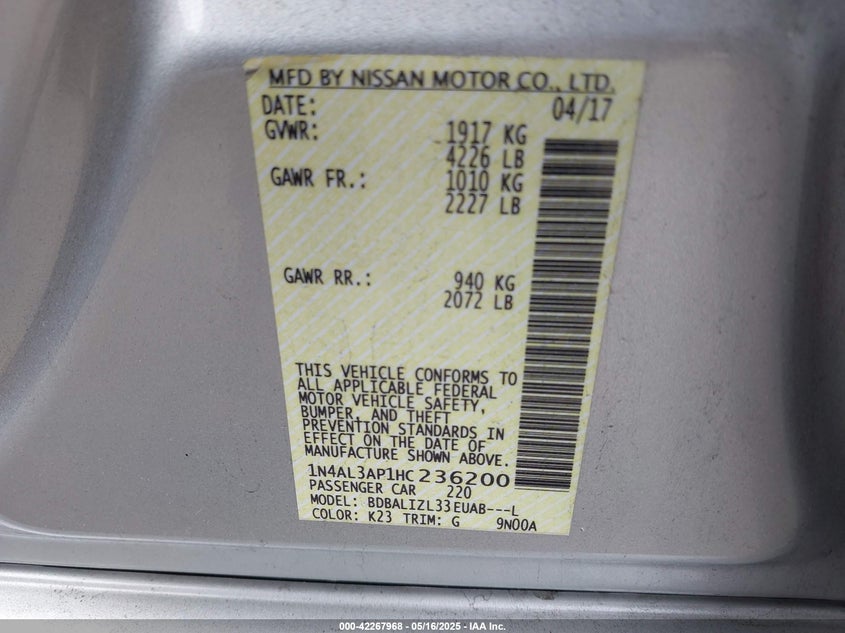 MFD BY NISSAN MOTOR CO., LTD.
DATE: 04/17
GVWR: 1917 KG
4226 LB
GAWR FR.: 1010 KG
2227 LB
GAWR RR.: 940 KG
2072 LB
THIS VEHICLE CONFORMS TO
ALL APPLICABLE FEDERAL
MOTOR VEHICLE SAFETY,
BUMPER, AND THEFT
PREVENTION STANDARDS IN
EFFECT ON THE DATE OF
MANUFACTURE SHOWN ABOVE.
1N4AL3AP1HC236200
PASSENGER CAR 220
MODEL: BDBALIZL33EUAB---L
COLOR: K23 TRIM: G 9N00A
000-42267968 - 05/16/2025 - IAA Inc.